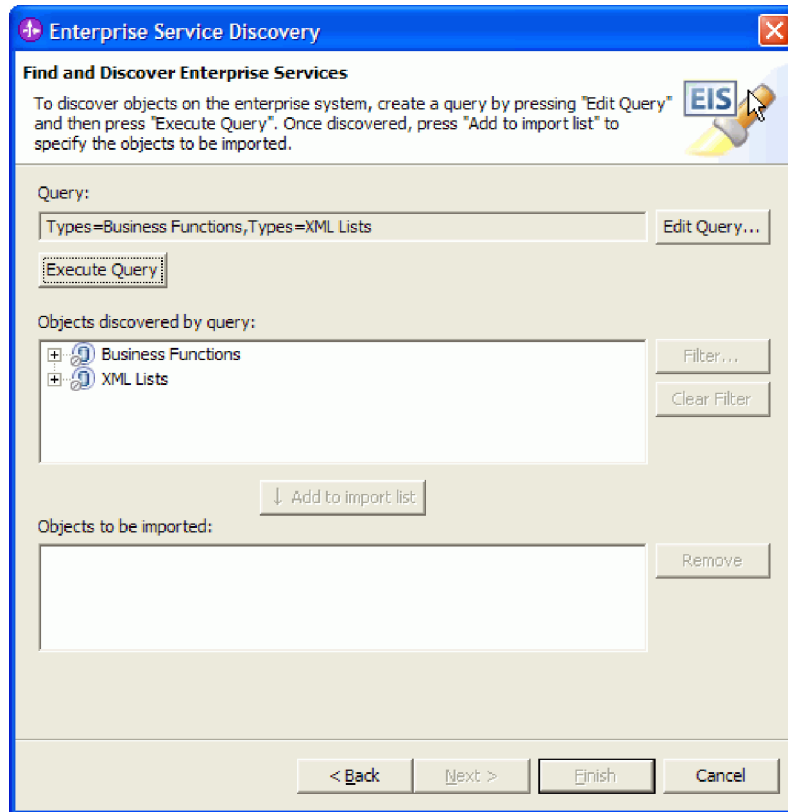 Enterprise Service Discovery
Find and Discover Enterprise Services
To discover objects on the enterprise system, create a query by pressing "Edit Query"
and then press "Execute Query". Once discovered, press "Add to import list" to
specify the objects to be imported.
EIS
Query:
Types=Business Functions,Types=XML Lists
Edit Query...
Execute Query
Objects discovered by query:
Business Functions
XML Lists
Filter...
Clear Filter
↓ Add to import list
Objects to be imported:
Remove
< Back
Next >
Finish
Cancel